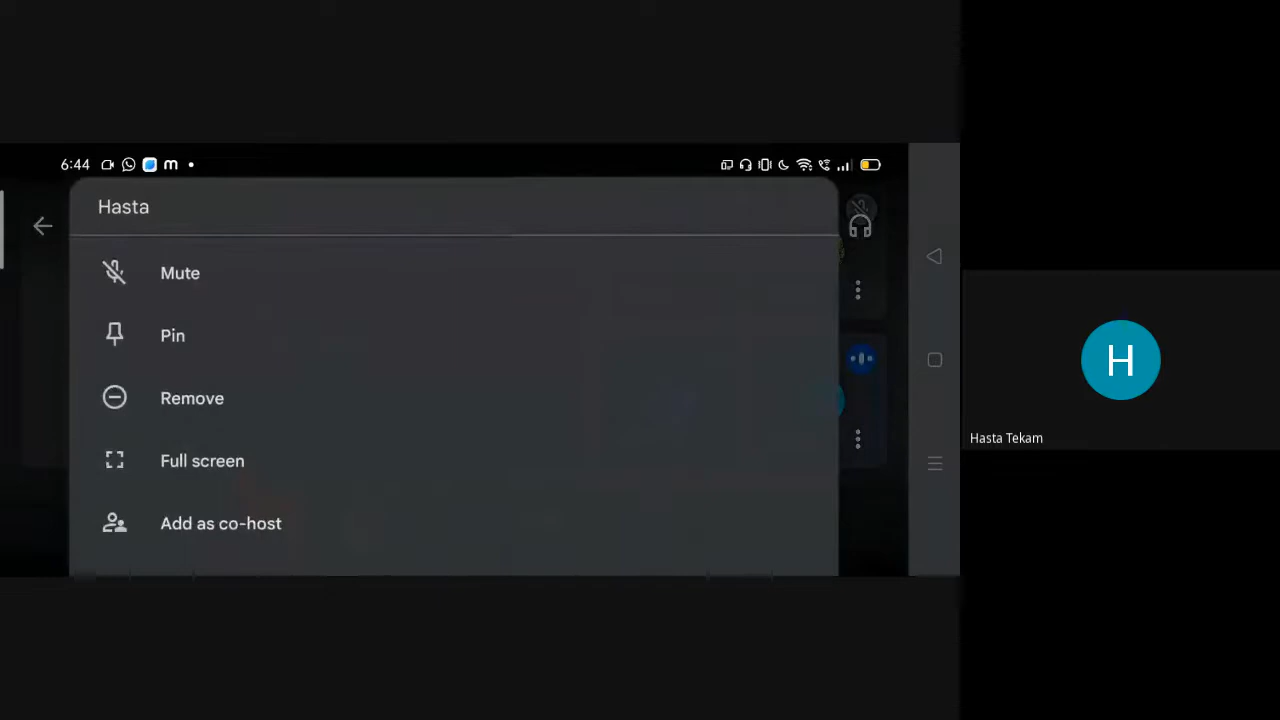 6:44
Hasta
Mute
Pin
Remove
Full screen
Add as co-host
H
Hasta Tekam